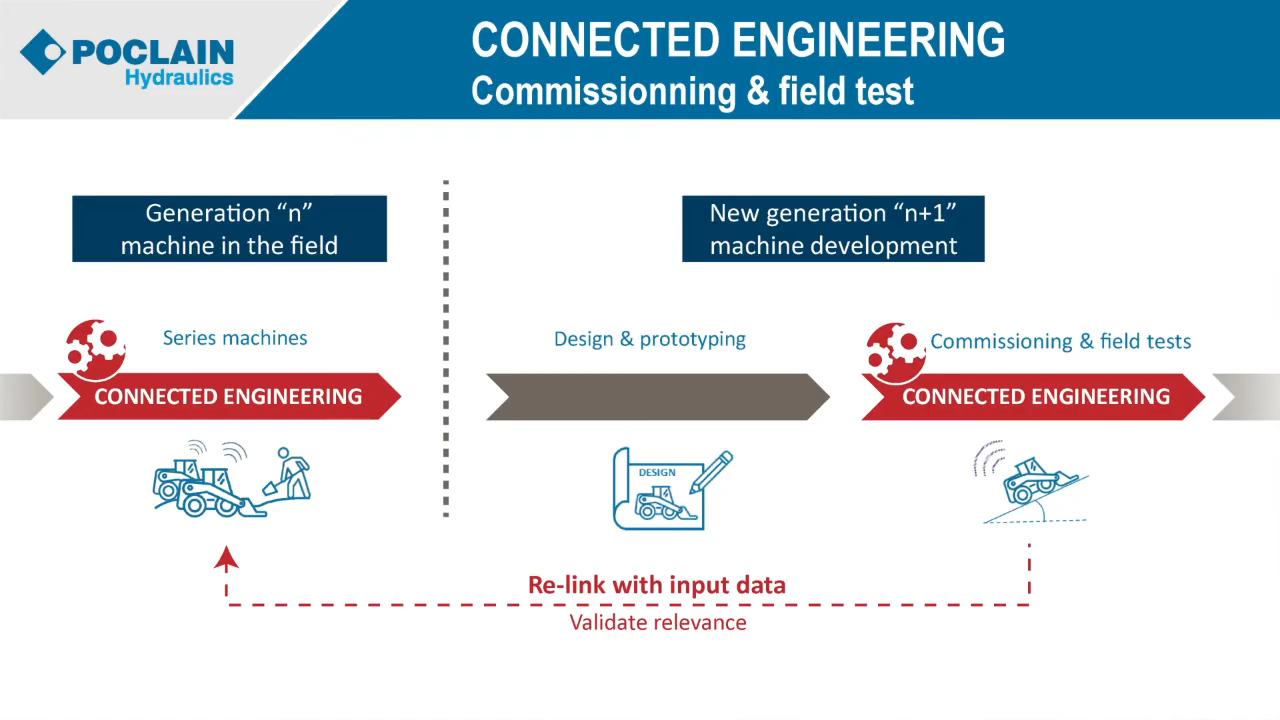 POCLAIN
Hydraulics
CONNECTED ENGINEERING
Commissionning & field test
Generation “n”
machine in the field
New generation “n+1”
machine development
Series machines
Design & prototyping
Commissioning & field tests
CONNECTED ENGINEERING
CONNECTED ENGINEERING
DESIGN
Re-link with input data
Validate relevance